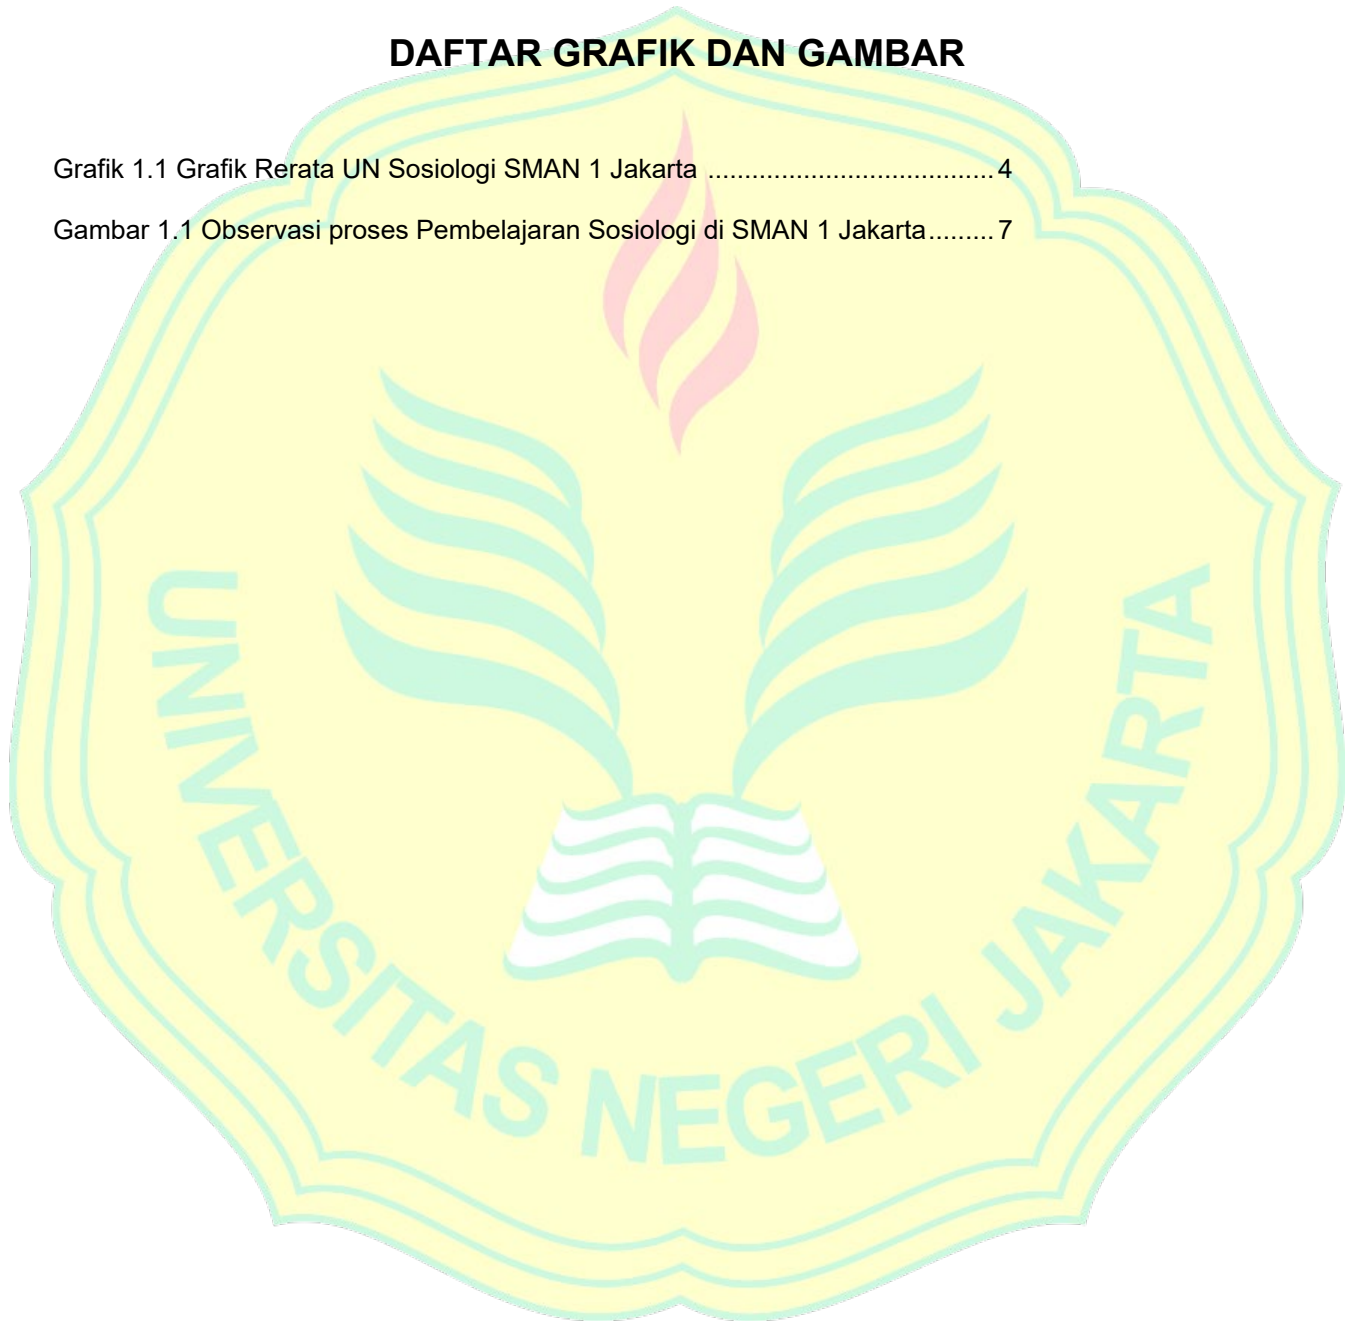 DAFTAR GRAFIK DAN GAMBAR
Grafik 1.1 Grafik Rerata UN Sosiologi SMAN 1 Jakarta .......................................4
Gambar 1.1 Observasi proses Pembelajaran Sosiologi di SMAN 1 Jakarta.........7
UNIVERSITAS NEGERI JAKARTA